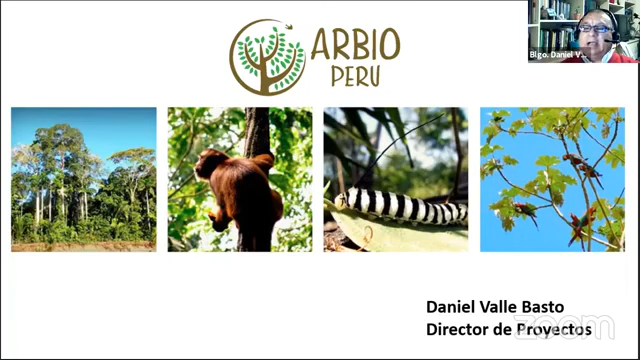 ARBIO
PERU
Blgo. Daniel V...
Daniel Valle Basto
Director de Proyectos
zoom